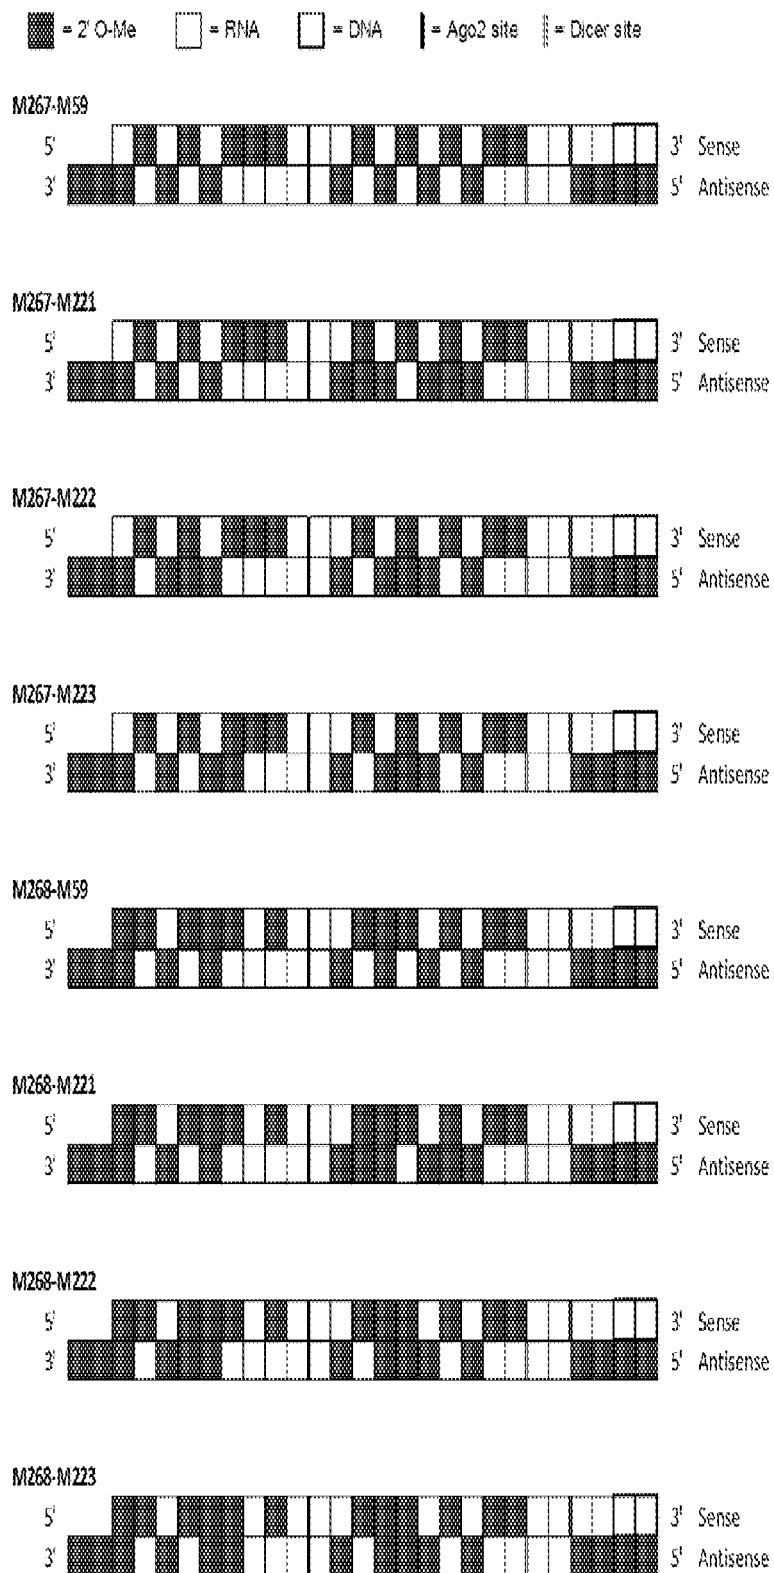 = 2' O-Me = RNA = DNA = Ago2 site = Dicer site
M267-M59
5' 3' Sense
3' 5' Antisense
M267-M221
5' 3' Sense
3' 5' Antisense
M267-M222
5' 3' Sense
3' 5' Antisense
M267-M223
5' 3' Sense
3' 5' Antisense
M268-M59
5' 3' Sense
3' 5' Antisense
M268-M221
5' 3' Sense
3' 5' Antisense
M268-M222
5' 3' Sense
3' 5' Antisense
M268-M223
5' 3' Sense
3' 5' Antisense